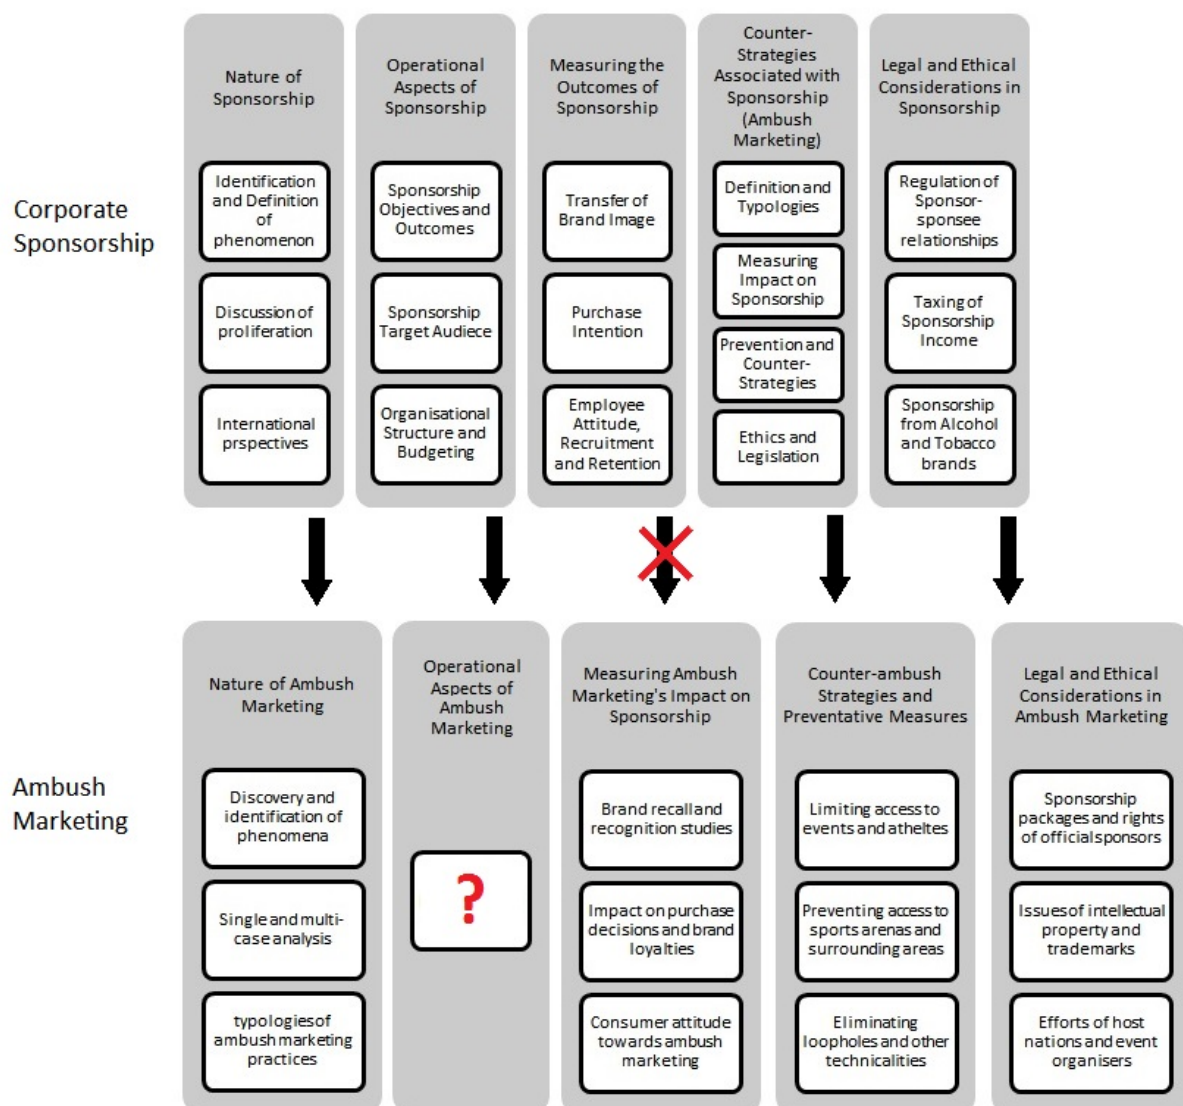 Nature of
Sponsorship
Identification
and Definition
of
phenomenon
Discussion of
proliferation
International
prspectives
Operational
Aspects of
Sponsorship
Sponsorship
Objectives and
Outcomes
Sponsorship
Target Audiece
Organisational
Structure and
Budgeting
Measuring the
Outcomes of
Sponsorship
Transfer of
Brand Image
Purchase
Intention
Employee
Attitude,
Recruitment
and Retention
Counter-
Strategies
Associated with
Sponsorship
(Ambush
Marketing)
Definition and
Typologies
Measuring
Impact on
Sponsorship
Prevention and
Counter-
Strategies
Ethics and
Legislation
Legal and Ethical
Considerations in
Sponsorship
Regulation of
Sponsor-
sponsee
relationships
Taxing of
Sponsorship
Income
Sponsorship
from Alcohol
and Tobacco
brands
Corporate
Sponsorship
Ambush
Marketing
Nature of Ambush
Marketing
Discovery and
identification of
phenomena
Single and multi-
case analysis
typologies of
ambush marketing
practices
Operational
Aspects of
Ambush
Marketing
?
Measuring Ambush
Marketing's Impact on
Sponsorship
Brand recall and
recognition studies
Impact on purchase
decisions and brand
loyalties
Consumer attitude
towards ambush
marketing
Counter-ambush
Strategies and
Preventative Measures
Limiting access to
events and atheltes
Preventing access to
sports arenas and
surrounding areas
Eliminating
loopholes and other
technicalities
Legal and Ethical
Considerations in
Ambush Marketing
Sponsorship
packages and rights
of official sponsors
Issues of intellectual
property and
trademarks
Efforts of host
nations and event
organisers